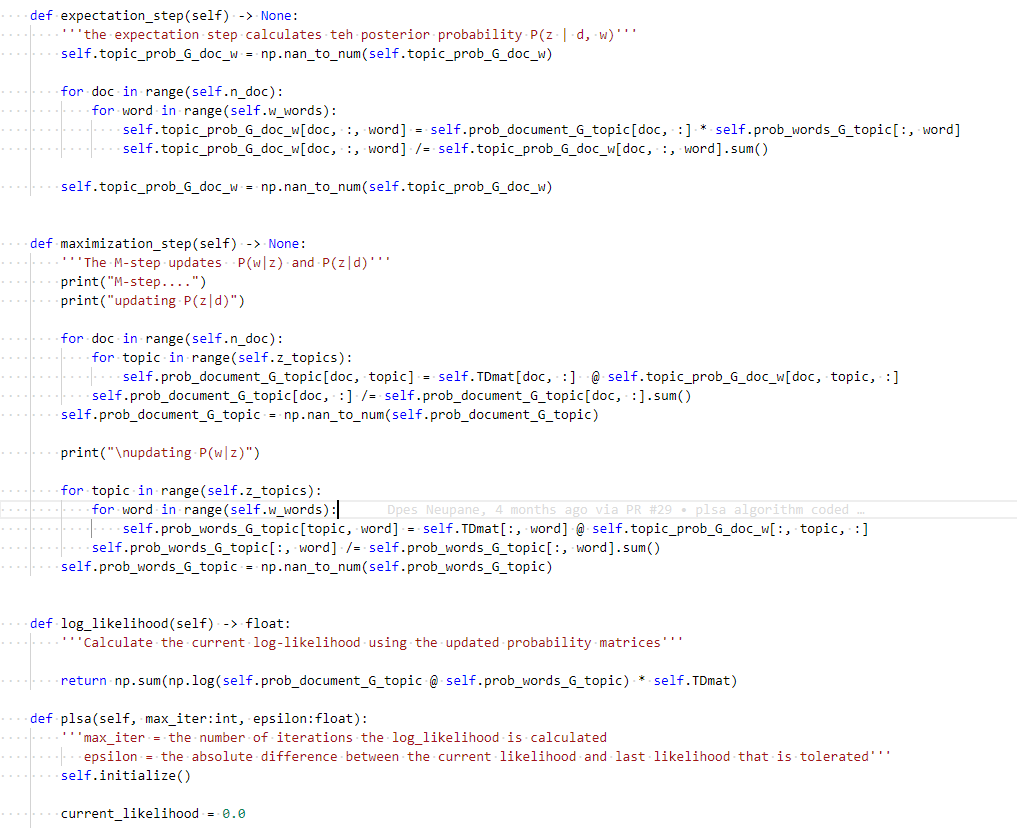 def expectation_step(self) -> None:
'''the expectation step calculates teh posterior probability P(z | d, w)'''
self.topic_prob_G_doc_w = np.nan_to_num(self.topic_prob_G_doc_w)
for doc in range(self.n_doc):
for word in range(self.w_words):
self.topic_prob_G_doc_w[doc, :, word] = self.prob_document_G_topic[doc, :] * self.prob_words_G_topic[:, word]
self.topic_prob_G_doc_w[doc, :, word] /= self.topic_prob_G_doc_w[doc, :, word].sum()
self.topic_prob_G_doc_w = np.nan_to_num(self.topic_prob_G_doc_w)
def maximization_step(self) -> None:
'''The M-step updates  P(w|z) and P(z|d)'''
print("M-step....")
print("updating P(z|d)")
for doc in range(self.n_doc):
for topic in range(self.z_topics):
self.prob_document_G_topic[doc, topic] = self.TDmat[doc, :]  @ self.topic_prob_G_doc_w[doc, topic, :]
self.prob_document_G_topic[doc, :] /= self.prob_document_G_topic[doc, :].sum()
self.prob_document_G_topic = np.nan_to_num(self.prob_document_G_topic)
print("\nupdating P(w|z)")
for topic in range(self.z_topics):
for word in range(self.w_words): Dpes Neupane, 4 months ago via PR #29 • plsa algorithm coded …
self.prob_words_G_topic[topic, word] = self.TDmat[:, word] @ self.topic_prob_G_doc_w[:, topic, :]
self.prob_words_G_topic[:, word] /= self.prob_words_G_topic[:, word].sum()
self.prob_words_G_topic = np.nan_to_num(self.prob_words_G_topic)
def log_likelihood(self) -> float:
'''Calculate the current log-likelihood using the updated probability matrices'''
return np.sum(np.log(self.prob_document_G_topic @ self.prob_words_G_topic) * self.TDmat)
def plsa(self, max_iter:int, epsilon:float):
'''max_iter = the number of iterations the log_likelihood is calculated
epsilon = the absolute difference between the current likelihood and last likelihood that is tolerated'''
self.initialize()
current_likelihood = 0.0